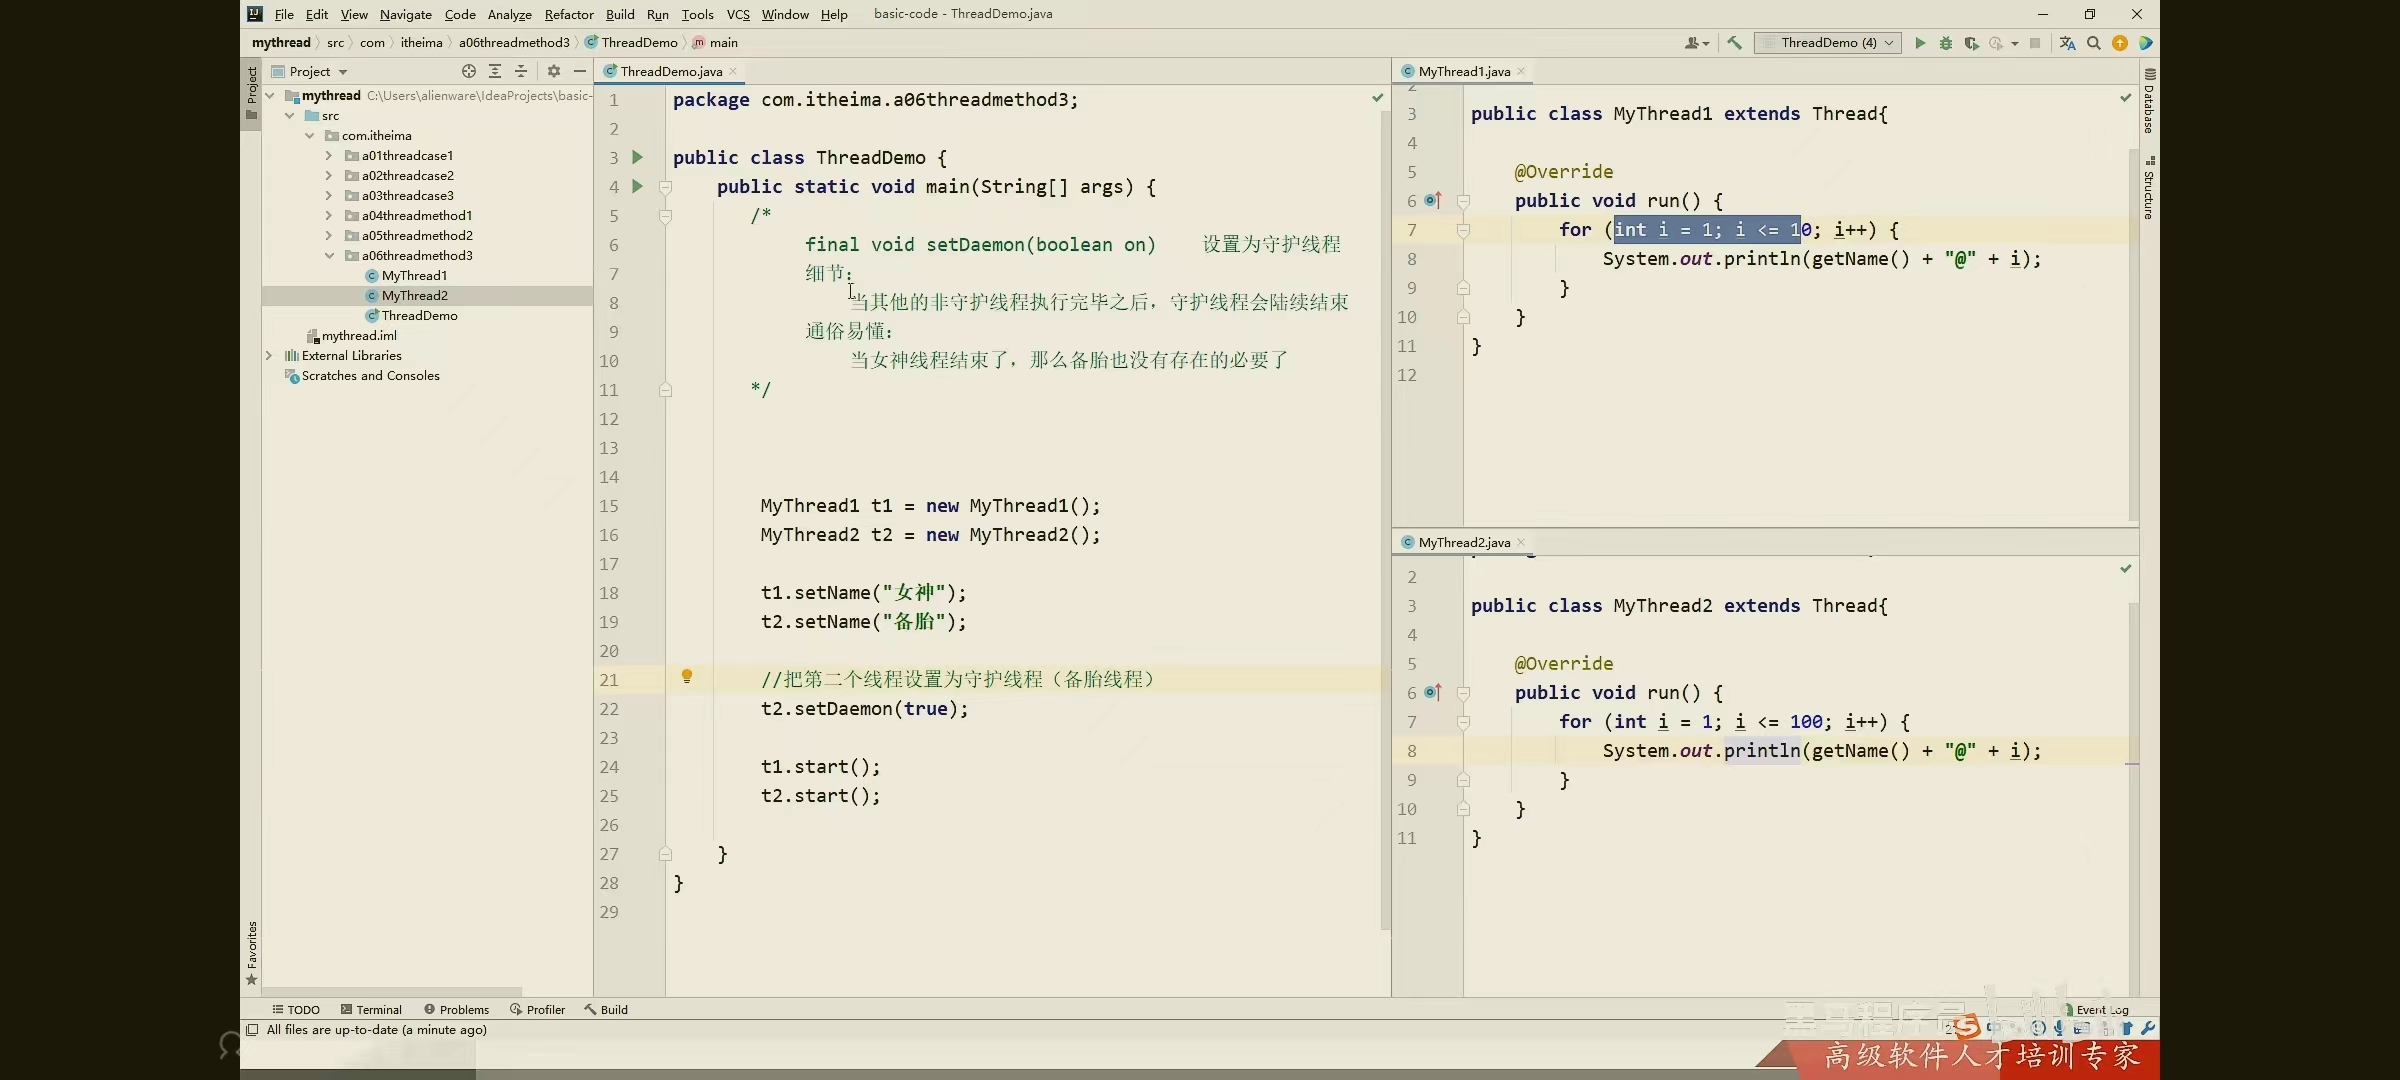 File Edit View Navigate Code Analyze Refactor Build Run Tools VCS Window Help basic-code - ThreadDemo.java
mythread src com itheima a06threadmethod3 ThreadDemo main
ThreadDemo (4)
Project
Project
mythread C:\Users\alienware\IdeaProjects\basic-
src
com.itheima
a01threadcase1
a02threadcase2
a03threadcase3
a04threadmethod1
a05threadmethod2
a06threadmethod3
MyThread1
MyThread2
ThreadDemo
mythread.iml
External Libraries
Scratches and Consoles
Favorites
ThreadDemo.java
1 package com.itheima.a06threadmethod3;
2
3 public class ThreadDemo {
4 public static void main(String[] args) {
5 /*
6 final void setDaemon(boolean on) 设置为守护线程
7 细节：
8 当其他的非守护线程执行完毕之后，守护线程会陆续结束
9 通俗易懂：
10 当女神线程结束了，那么备胎也没有存在的必要了
11 */
12
13
14
15 MyThread1 t1 = new MyThread1();
16 MyThread2 t2 = new MyThread2();
17
18 t1.setName("女神");
19 t2.setName("备胎");
20
21 //把第二个线程设置为守护线程（备胎线程）
22 t2.setDaemon(true);
23
24 t1.start();
25 t2.start();
26
27 }
28 }
29
MyThread1.java
3 public class MyThread1 extends Thread{
4
5 @Override
6 public void run() {
7 for (int i = 1; i <= 10; i++) {
8 System.out.println(getName() + "@" + i);
9 }
10 }
11 }
12
MyThread2.java
2
3 public class MyThread2 extends Thread{
4
5 @Override
6 public void run() {
7 for (int i = 1; i <= 100; i++) {
8 System.out.println(getName() + "@" + i);
9 }
10 }
11 }
Database
Structure
TODO Terminal Problems Profiler Build Event Log
All files are up-to-date (a minute ago)
黑马程序员
高级软件人才培训专家